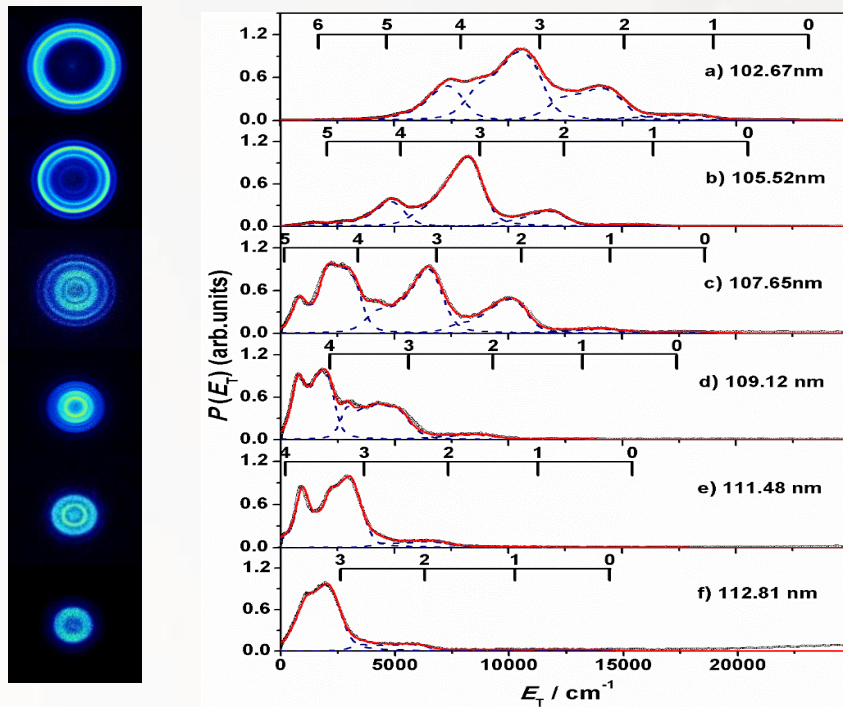 6 5 4 3 2 1 0
1.2
0.6
0.0
a) 102.67nm
5 4 3 2 1 0
1.2
0.6
0.0
b) 105.52nm
5 4 3 2 1 0
1.2
0.6
0.0
c) 107.65nm
4 3 2 1 0
1.2
0.6
0.0
d) 109.12 nm
4 3 2 1 0
1.2
0.6
0.0
e) 111.48 nm
3 2 1 0
1.2
0.6
0.0
f) 112.81 nm
P(E_T) (arb.units)
0 5000 10000 15000 20000
E_T / cm⁻¹